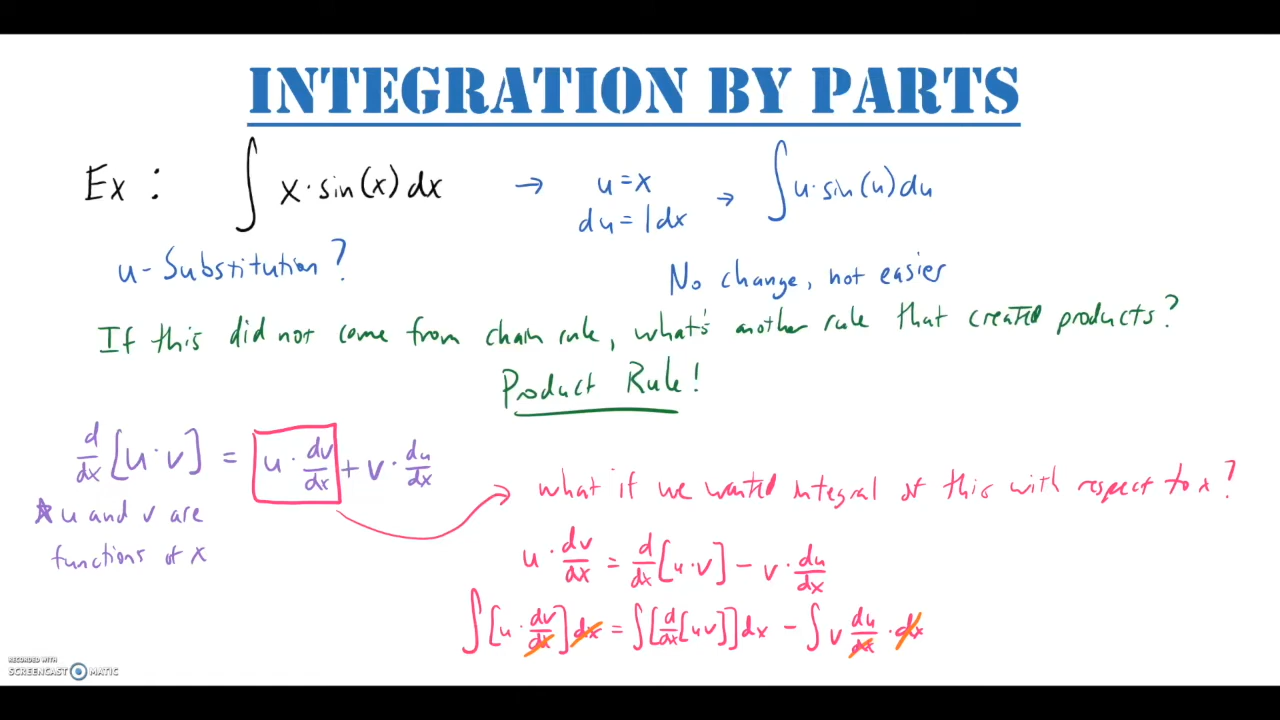 INTEGRATION BY PARTS
Ex : ∫ x·sin(x) dx → u = x → ∫ u·sin(u) du
du = 1dx
u-Substitution?
No change, not easier
If this did not come from chain rule, what's another rule that created products?
Product Rule!
d/dx [u·v] = u·dv/dx + v·du/dx
what if we wanted integral of this with respect to x?
★ u and v are
functions of x
u·dv/dx = d/dx [u·v] − v·du/dx
∫ [u·dv/dx] dx = ∫ [d/dx [uv]] dx − ∫ v du/dx · dx
RECORDED WITH
SCREENCAST MATIC